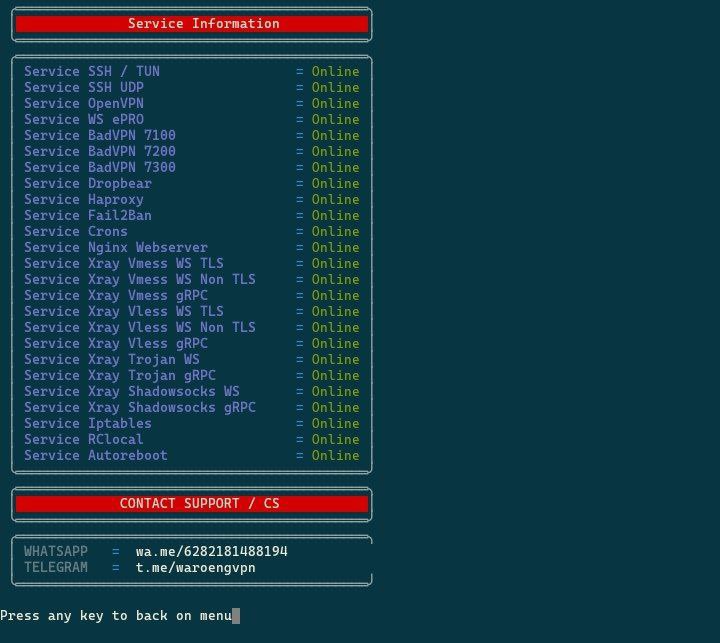 Service Information
Service SSH / TUN = Online
Service SSH UDP = Online
Service OpenVPN = Online
Service WS ePRO = Online
Service BadVPN 7100 = Online
Service BadVPN 7200 = Online
Service BadVPN 7300 = Online
Service Dropbear = Online
Service Haproxy = Online
Service Fail2Ban = Online
Service Crons = Online
Service Nginx Webserver = Online
Service Xray Vmess WS TLS = Online
Service Xray Vmess WS Non TLS = Online
Service Xray Vmess gRPC = Online
Service Xray Vless WS TLS = Online
Service Xray Vless WS Non TLS = Online
Service Xray Vless gRPC = Online
Service Xray Trojan WS = Online
Service Xray Trojan gRPC = Online
Service Xray Shadowsocks WS = Online
Service Xray Shadowsocks gRPC = Online
Service Iptables = Online
Service RClocal = Online
Service Autoreboot = Online
CONTACT SUPPORT / CS
WHATSAPP = wa.me/6282181488194
TELEGRAM = t.me/waroengvpn
Press any key to back on menu